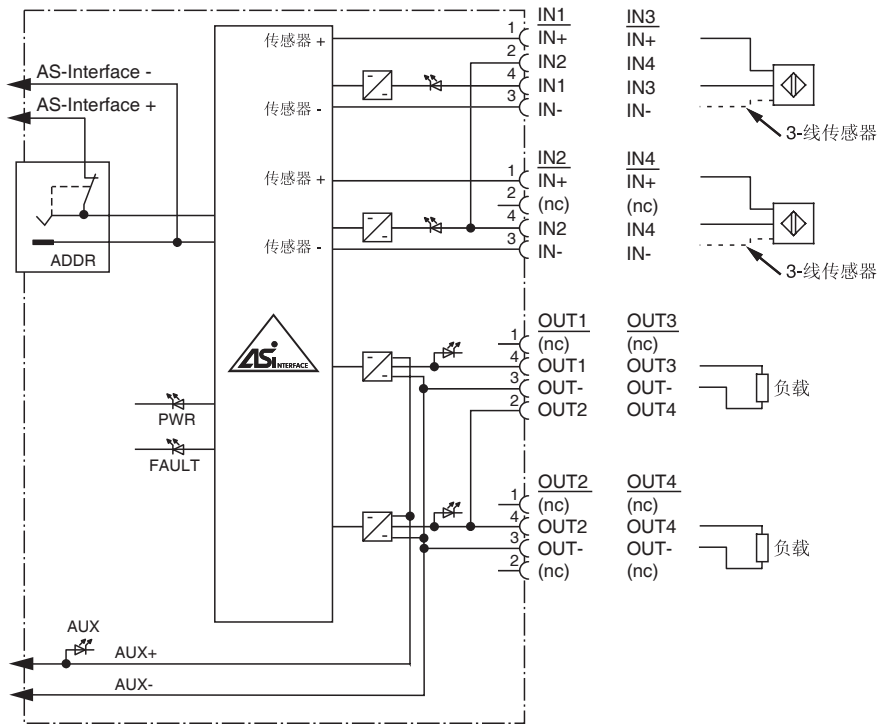 AS-Interface -
AS-Interface +
ADDR
PWR
FAULT
AUX
AUX+
AUX-
传感器 +
传感器 -
传感器 +
传感器 -
ASi INTERFACE
IN1 IN3
1 IN+ IN+
2 IN2 IN4
4 IN1 IN3
3 IN- IN-
3-线传感器
IN2 IN4
1 IN+ IN+
2 (nc) (nc)
4 IN2 IN4
3 IN- IN-
3-线传感器
OUT1 OUT3
1 (nc) (nc)
4 OUT1 OUT3
3 OUT- OUT-
2 OUT2 OUT4
负载
OUT2 OUT4
1 (nc) (nc)
4 OUT2 OUT4
3 OUT- OUT-
2 (nc) (nc)
负载